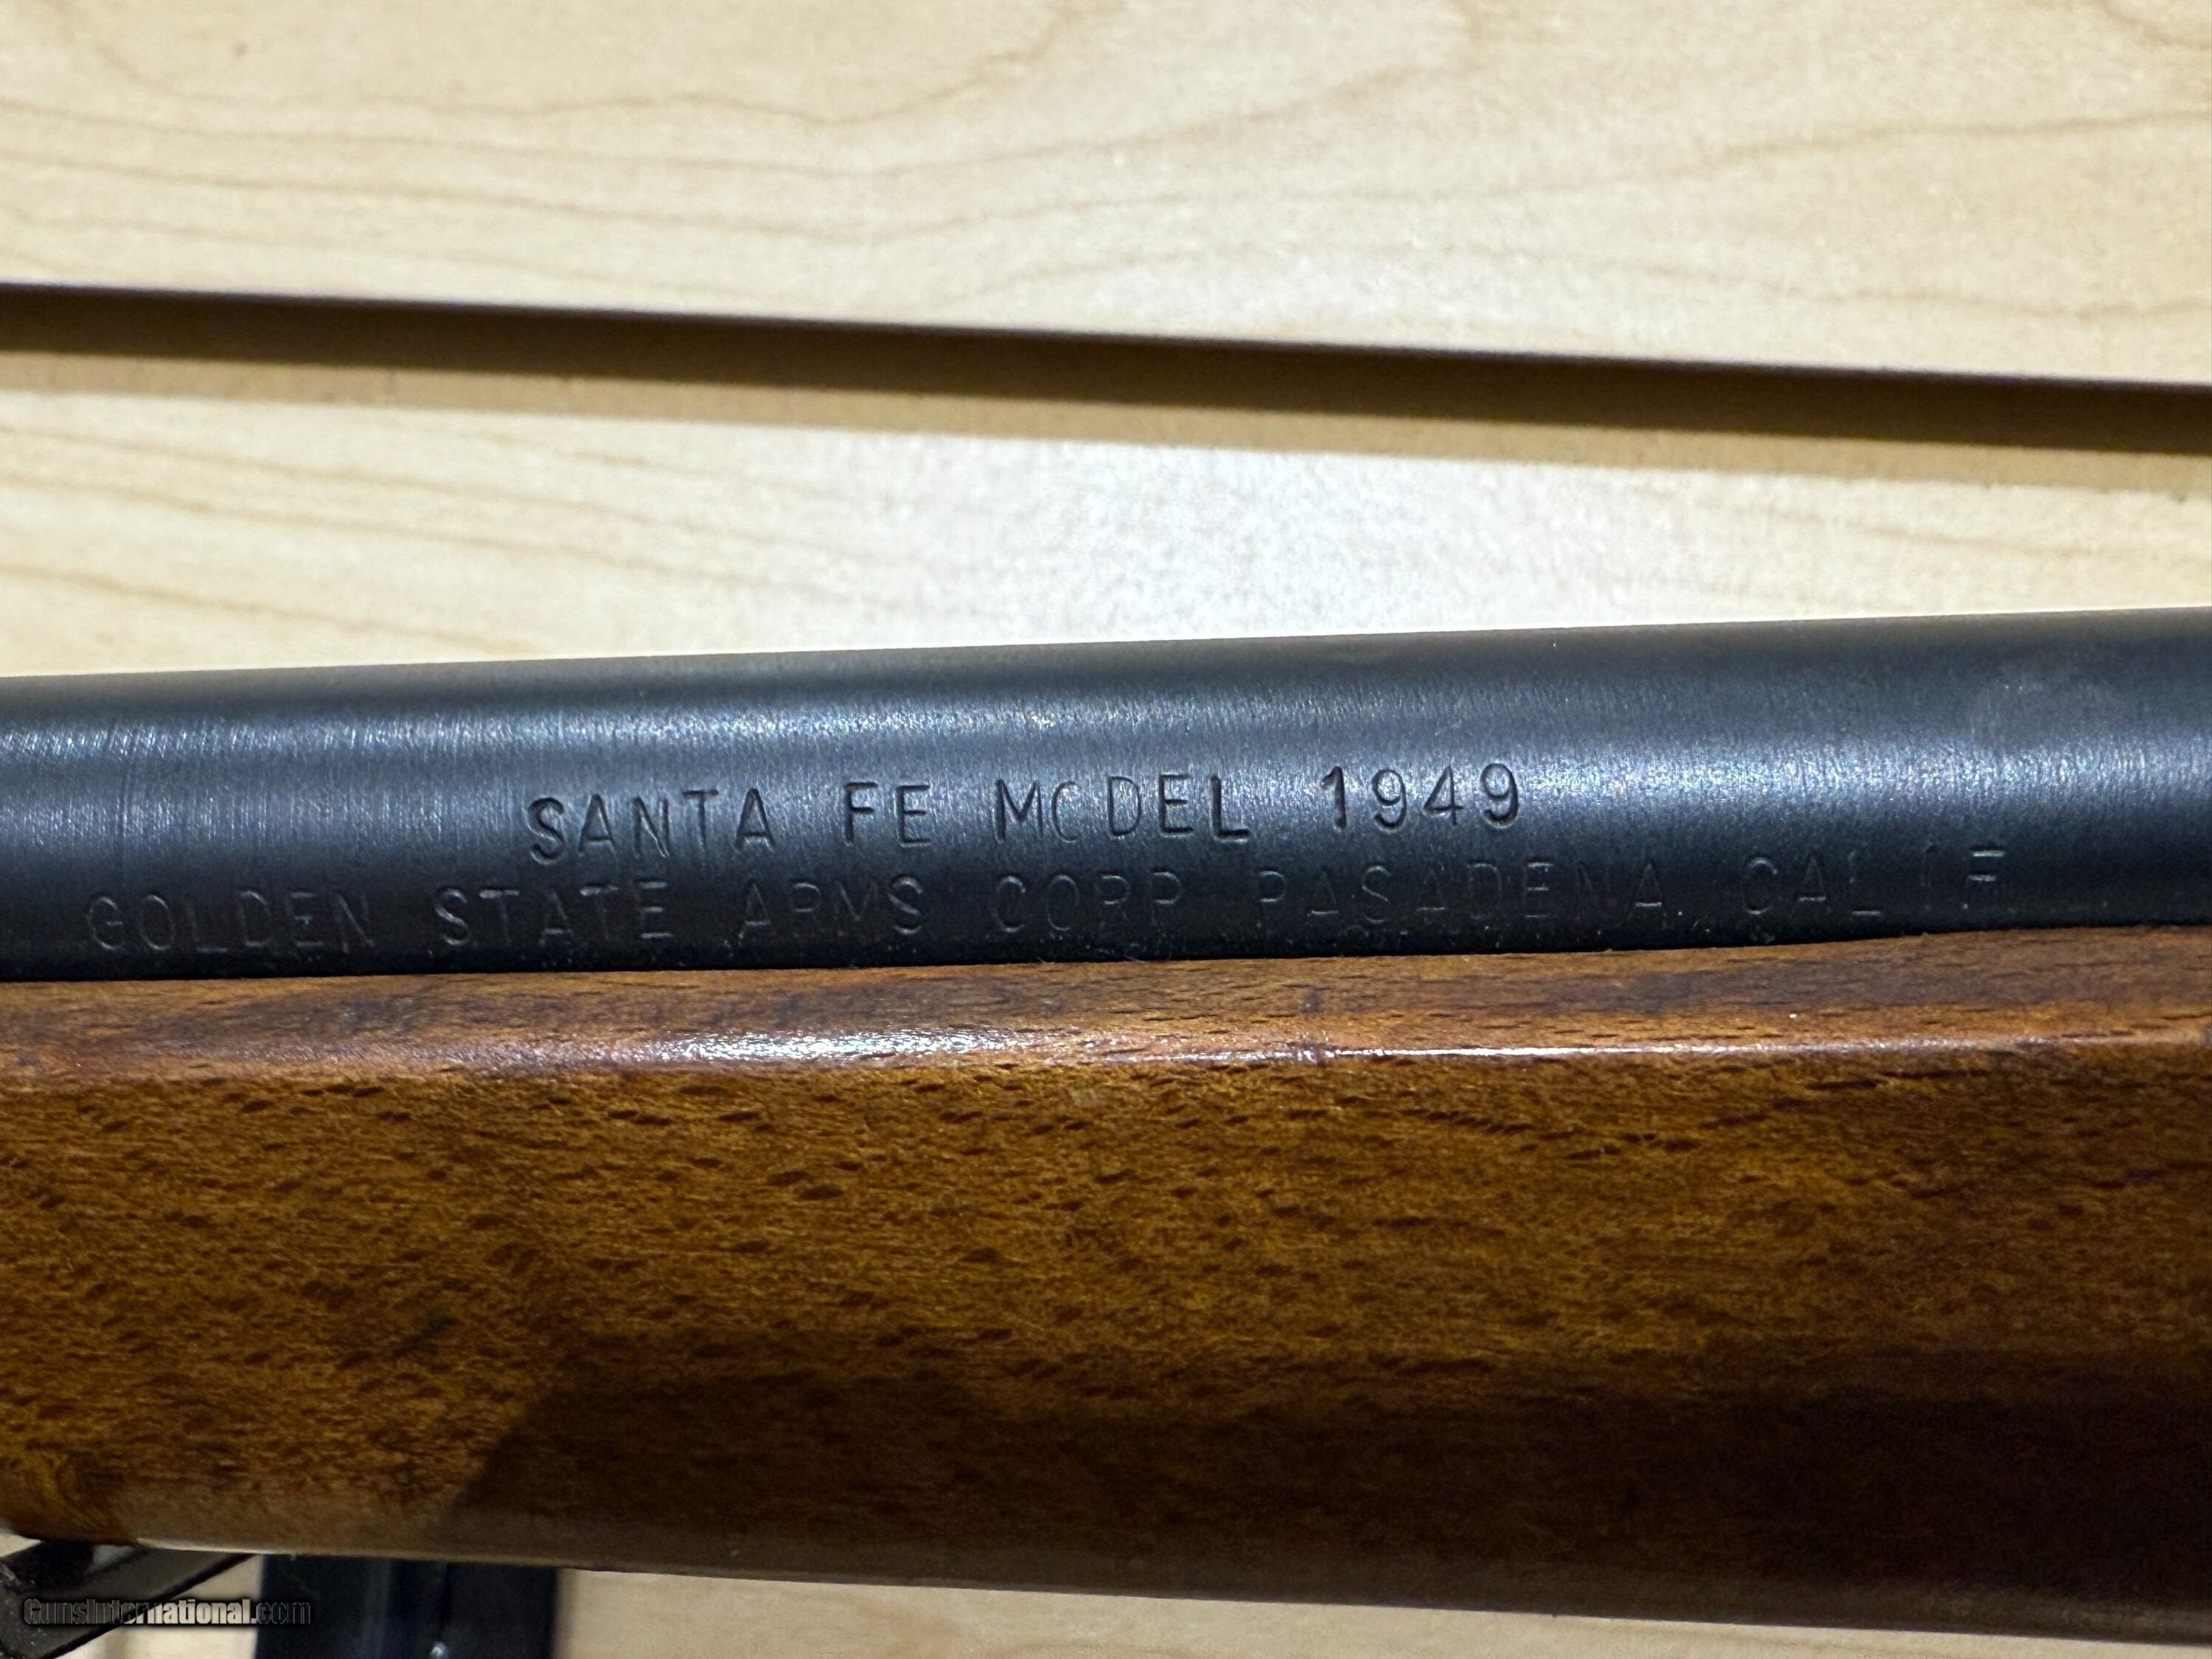 SANTA FE MODEL 1949
GOLDEN STATE ARMS CORP PASADENA CALIF
GunsInternational.com